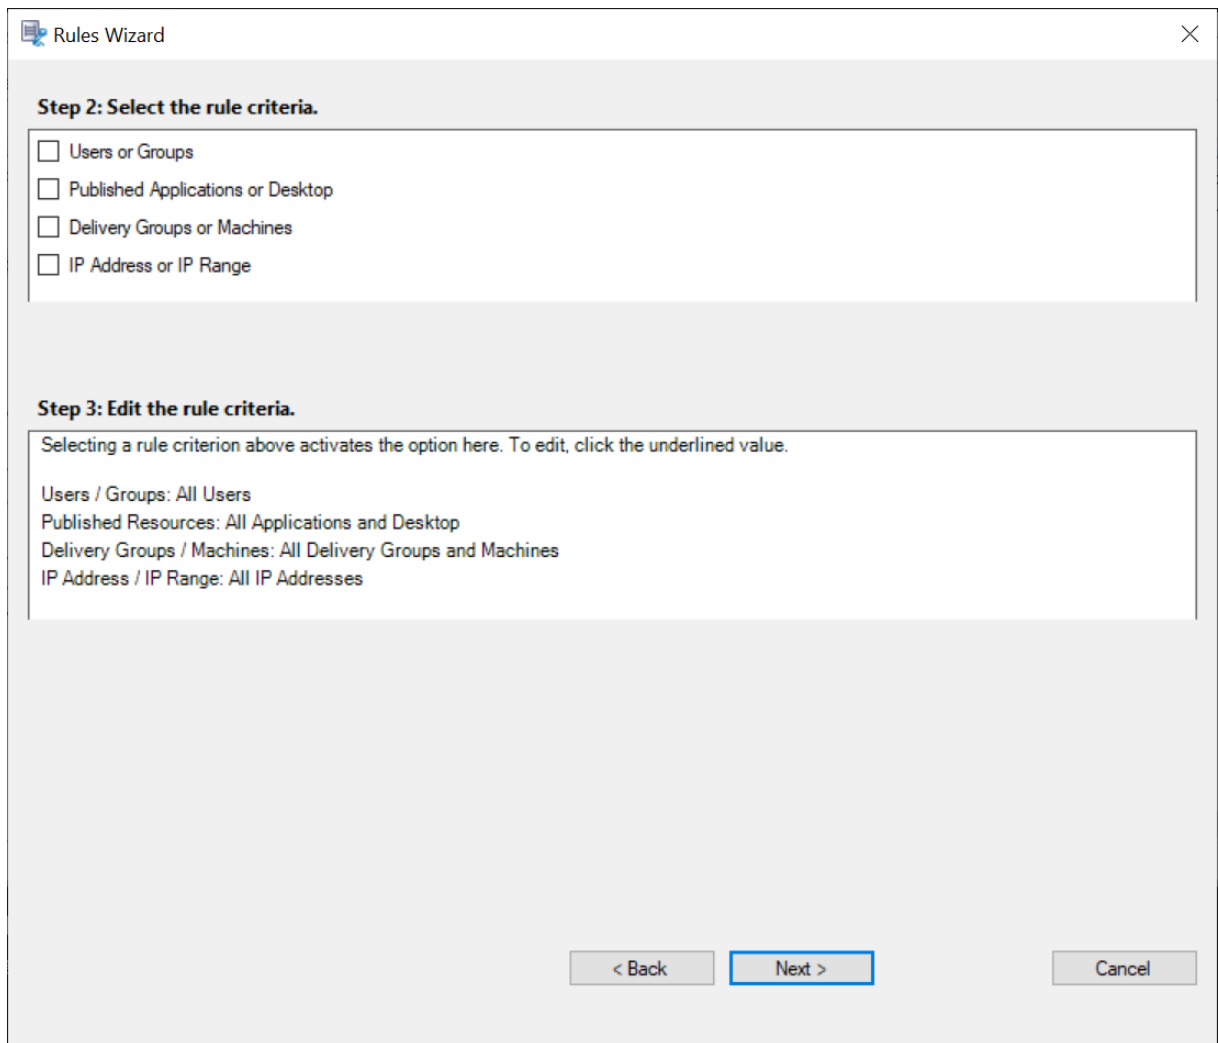 Rules Wizard
Step 2: Select the rule criteria.
Users or Groups
Published Applications or Desktop
Delivery Groups or Machines
IP Address or IP Range
Step 3: Edit the rule criteria.
Selecting a rule criterion above activates the option here. To edit, click the underlined value.
Users / Groups: All Users
Published Resources: All Applications and Desktop
Delivery Groups / Machines: All Delivery Groups and Machines
IP Address / IP Range: All IP Addresses
< Back
Next >
Cancel